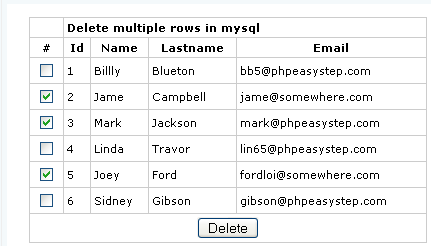 Delete multiple rows in mysql
# Id Name Lastname Email
1 Billly Blueton bb5@phpeasystep.com
2 Jame Campbell jame@somewhere.com
3 Mark Jackson mark@phpeasystep.com
4 Linda Travor lin65@phpeasystep.com
5 Joey Ford fordloi@somewhere.com
6 Sidney Gibson gibson@phpeasystep.com
Delete